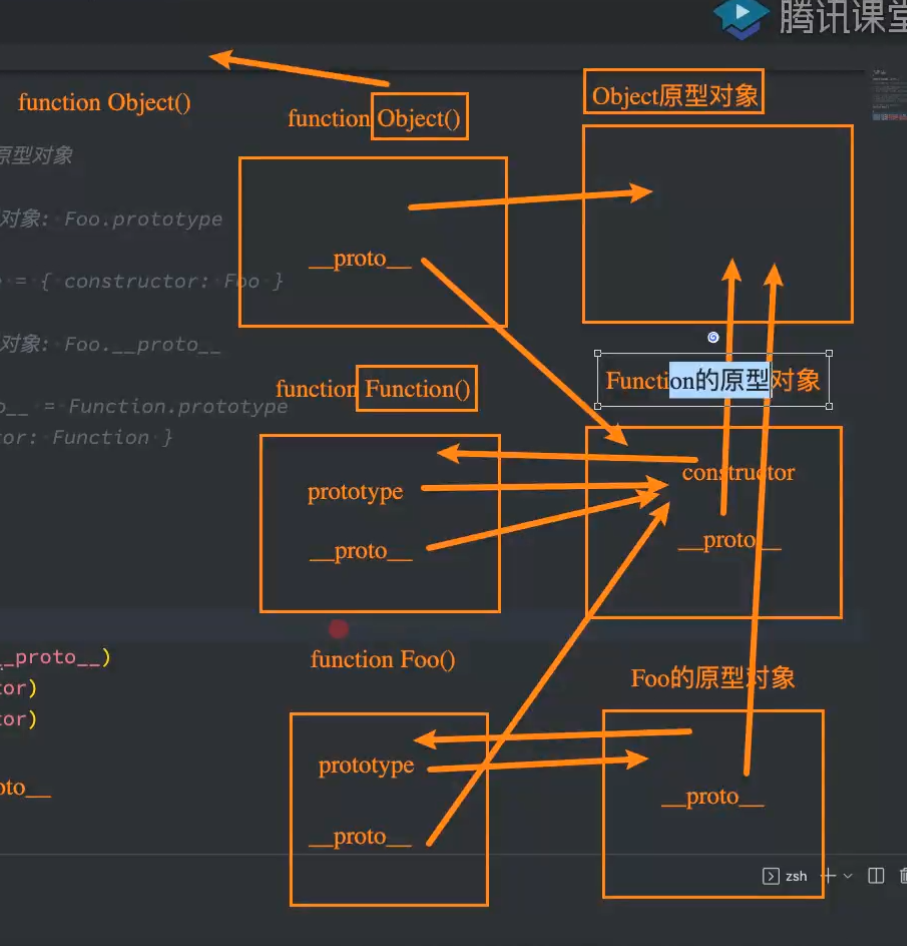 腾讯课堂
function Object()
function Object()
Object原型对象
原型对象
对象: Foo.prototype
= { constructor: Foo }
__proto__
对象: Foo.__proto__
Function的原型对象
function Function()
__ = Function.prototype
tor: Function }
constructor
prototype
__proto__
__proto__
function Foo()
__proto__)
tor)
tor)
Foo的原型对象
prototype
oto__
__proto__
__proto__
zsh